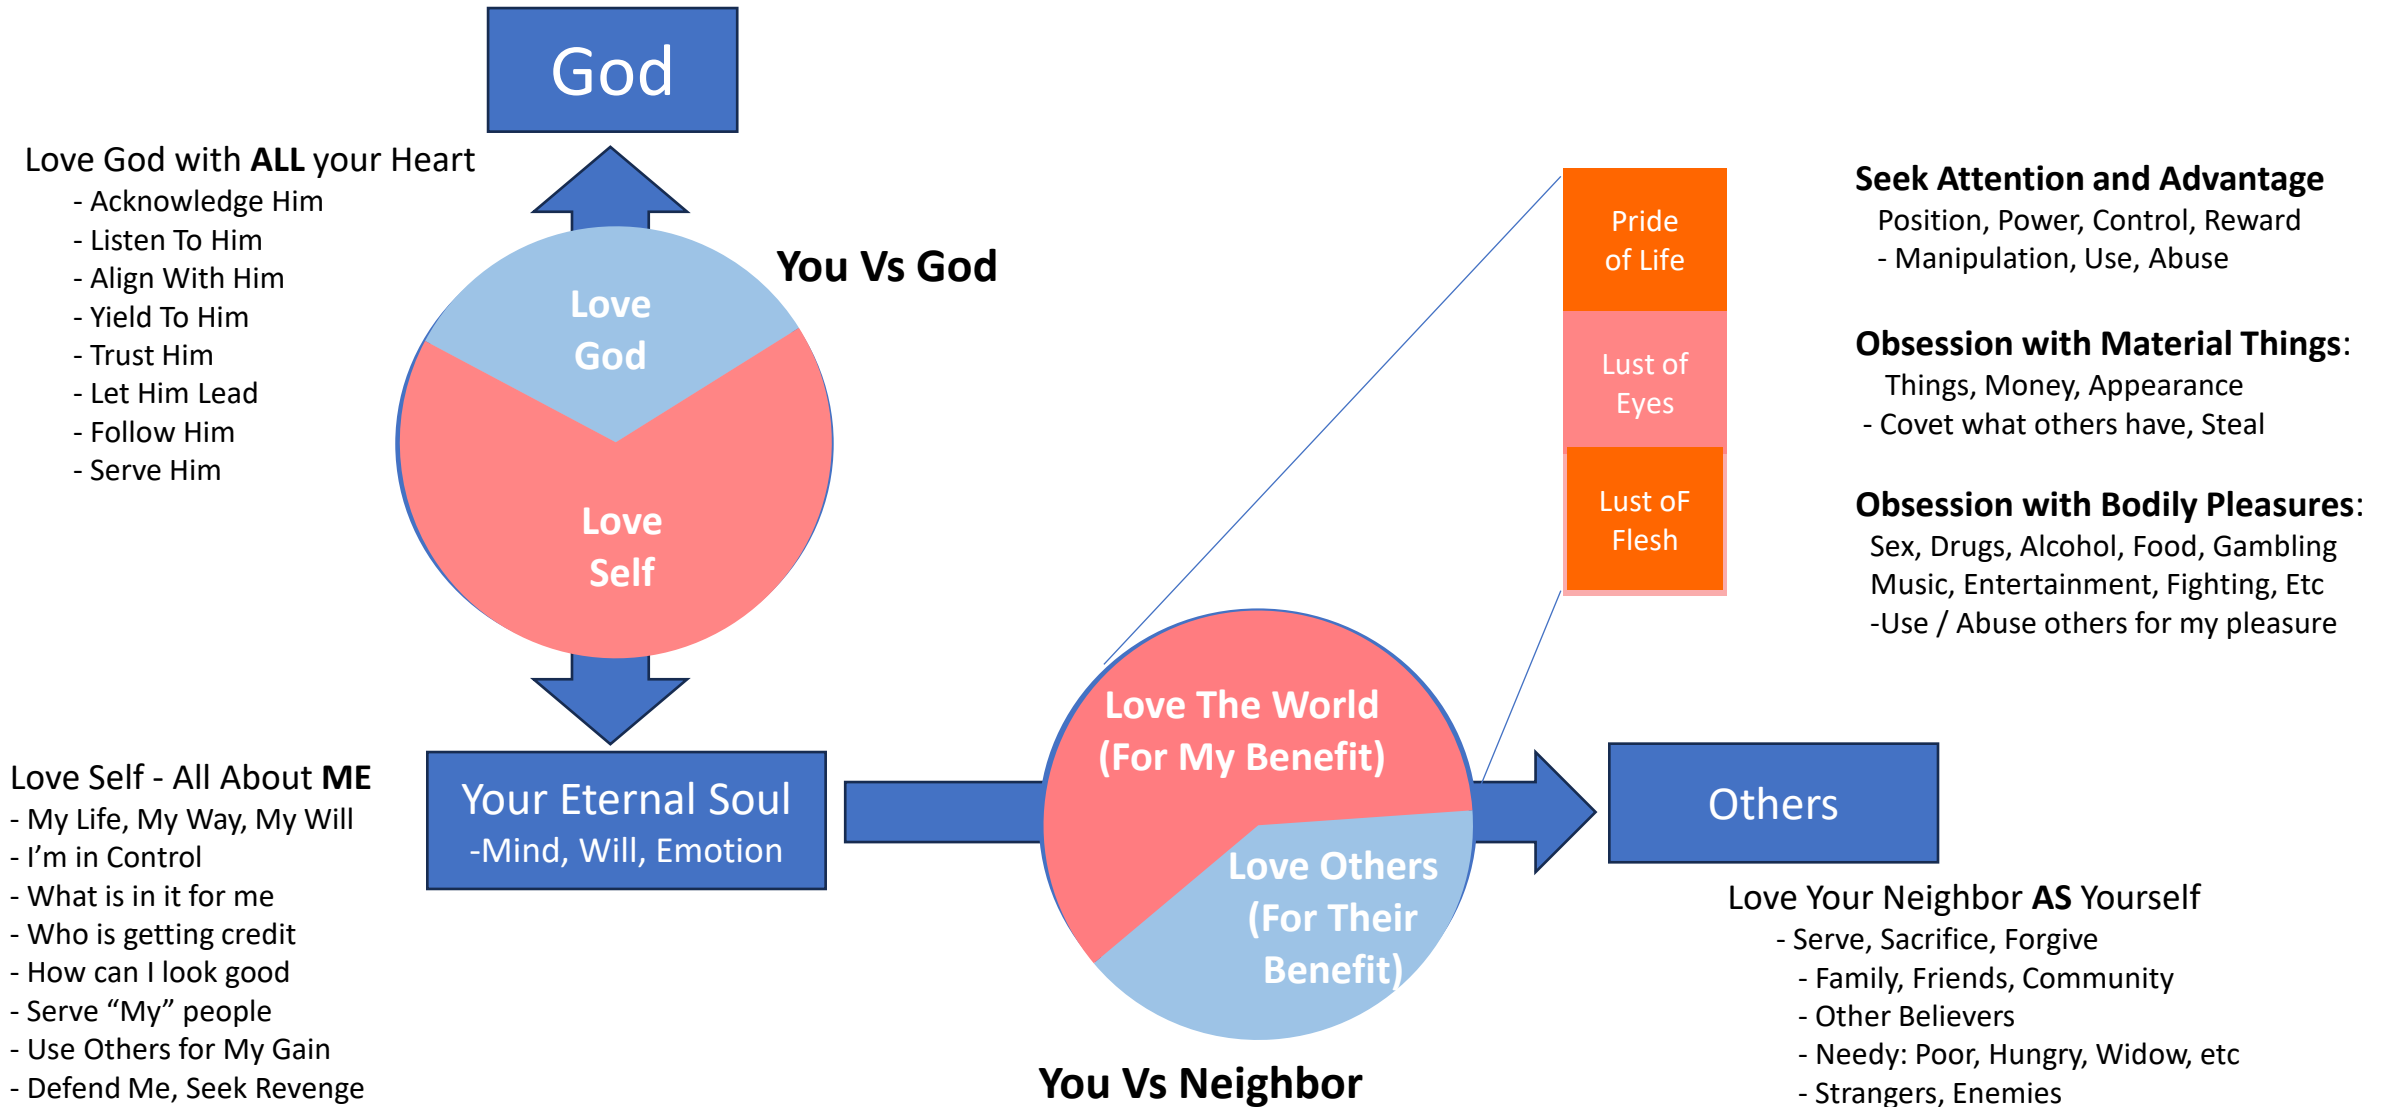 God
Love God with ALL your Heart
- Acknowledge Him
- Listen To Him
- Align With Him
- Yield To Him
- Trust Him
- Let Him Lead
- Follow Him
- Serve Him
You Vs God
Love
God
Love
Self
Pride
of Life
Lust of
Eyes
Lust oF
Flesh
Seek Attention and Advantage
Position, Power, Control, Reward
- Manipulation, Use, Abuse
Obsession with Material Things:
Things, Money, Appearance
- Covet what others have, Steal
Obsession with Bodily Pleasures:
Sex, Drugs, Alcohol, Food, Gambling
Music, Entertainment, Fighting, Etc
-Use / Abuse others for my pleasure
Love Self - All About ME
- My Life, My Way, My Will
- I'm in Control
- What is in it for me
- Who is getting credit
- How can I look good
- Serve “My” people
- Use Others for My Gain
- Defend Me, Seek Revenge
Your Eternal Soul
-Mind, Will, Emotion
Love The World
(For My Benefit)
Love Others
(For Their
Benefit)
You Vs Neighbor
Others
Love Your Neighbor AS Yourself
- Serve, Sacrifice, Forgive
- Family, Friends, Community
- Other Believers
- Needy: Poor, Hungry, Widow, etc
- Strangers, Enemies